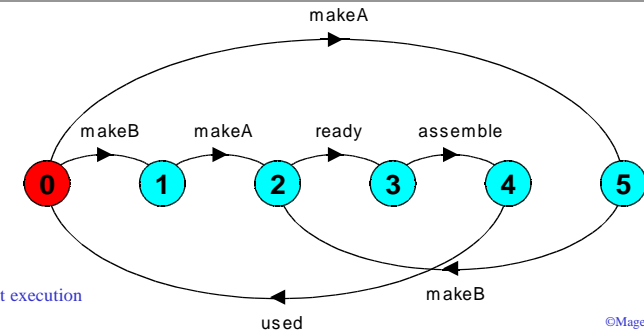 makeA
makeB makeA ready assemble
0 1 2 3 4 5
makeB
t execution
used
©Mage